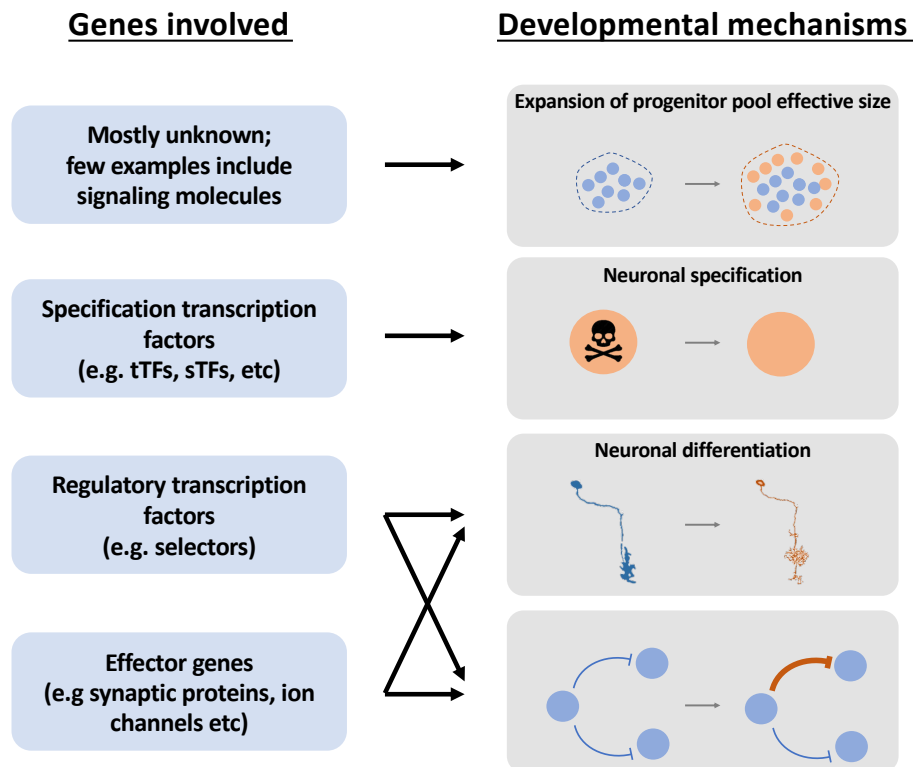 Genes involved
Developmental mechanisms
Mostly unknown;
few examples include
signaling molecules
Expansion of progenitor pool effective size
Specification transcription
factors
(e.g. tTFs, sTFs, etc)
Neuronal specification
Regulatory transcription
factors
(e.g. selectors)
Neuronal differentiation
Effector genes
(e.g synaptic proteins, ion
channels etc)